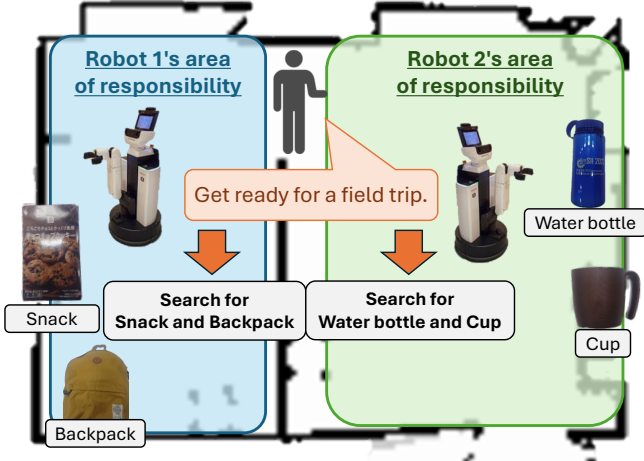 Robot 1's area
of responsibility
Robot 2's area
of responsibility
Get ready for a field trip.
Water bottle
Search for
Snack and Backpack
Search for
Water bottle and Cup
Snack
Cup
Backpack